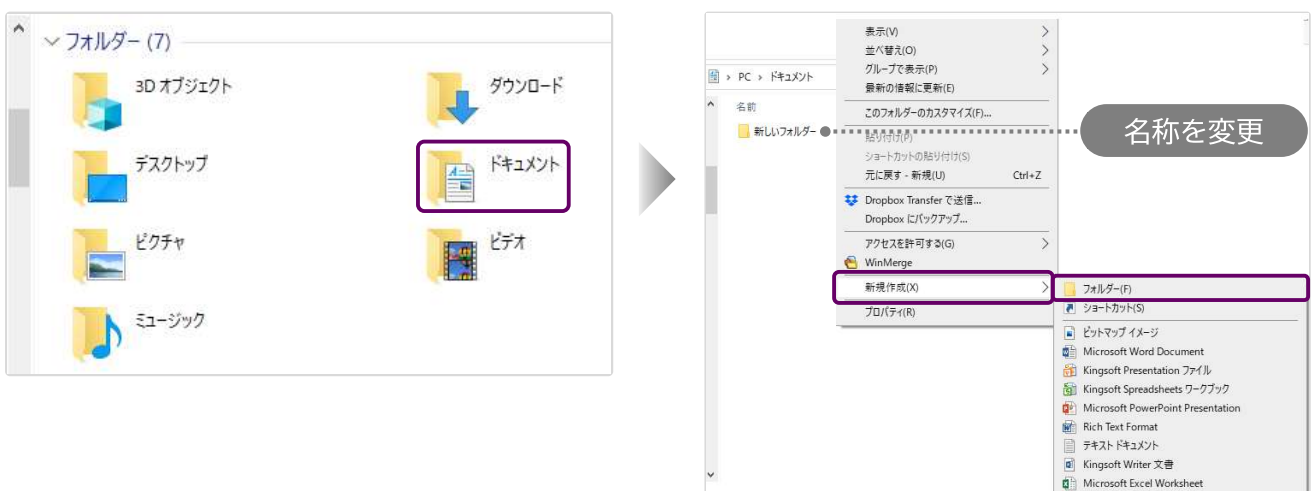 フォルダー (7)
3D オブジェクト
ダウンロード
デスクトップ
ドキュメント
ピクチャ
ビデオ
ミュージック
表示(V)
並べ替え(O)
グループで表示(P)
最新の情報に更新(E)
このフォルダーのカスタマイズ(F)...
貼り付け(P)
ショートカットの貼り付け(S)
元に戻す - 新規(U) Ctrl+Z
Dropbox Transfer で送信...
Dropbox にバックアップ...
アクセスを許可する(G)
WinMerge
新規作成(X)
プロパティ(R)
PC › ドキュメント
名前
新しいフォルダー
名称を変更
フォルダー(F)
ショートカット(S)
ビットマップ イメージ
Microsoft Word Document
Kingsoft Presentation ファイル
Kingsoft Spreadsheets ワークブック
Microsoft PowerPoint Presentation
Rich Text Format
テキスト ドキュメント
Kingsoft Writer 文書
Microsoft Excel Worksheet